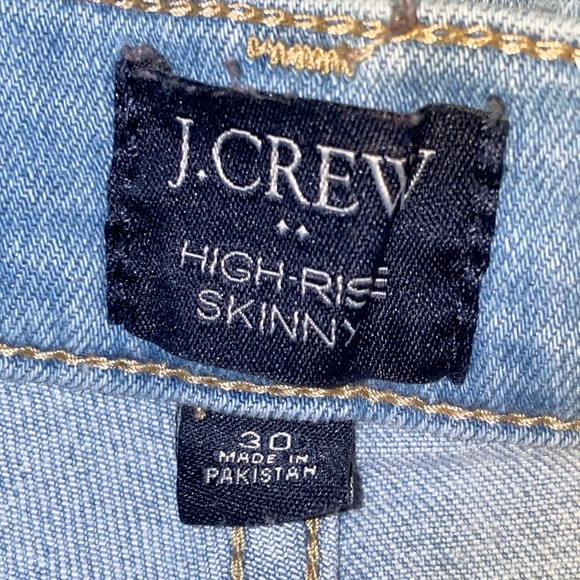 J.CREW
HIGH-RISE
SKINNY
30
MADE IN
PAKISTAN